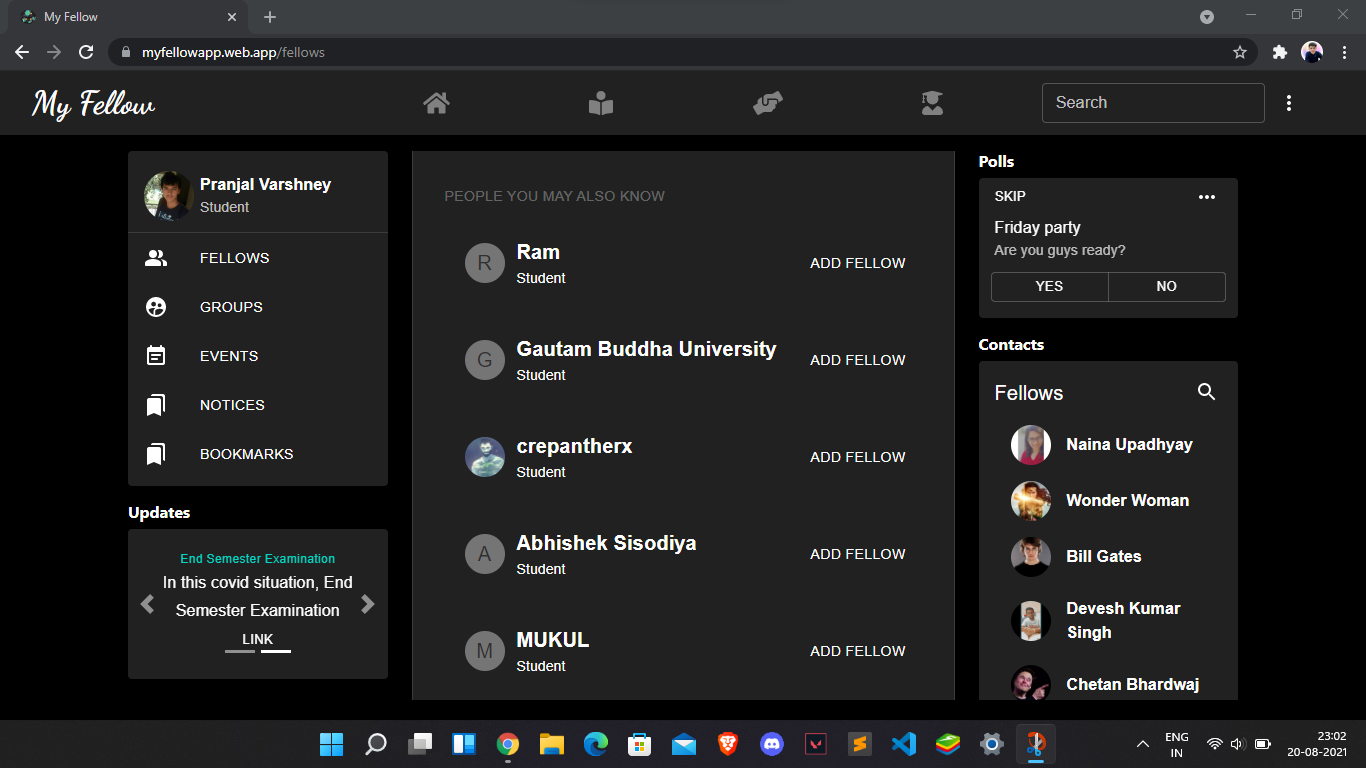 My Fellow
myfellowapp.web.app/fellows
My Fellow
Search
Pranjal Varshney
Student
FELLOWS
GROUPS
EVENTS
NOTICES
BOOKMARKS
Updates
End Semester Examination
In this covid situation, End
Semester Examination
LINK
PEOPLE YOU MAY ALSO KNOW
R
Ram
Student
ADD FELLOW
G
Gautam Buddha University
Student
ADD FELLOW
crepantherx
Student
ADD FELLOW
A
Abhishek Sisodiya
Student
ADD FELLOW
M
MUKUL
Student
ADD FELLOW
Polls
SKIP
Friday party
Are you guys ready?
YES
NO
Contacts
Fellows
Naina Upadhyay
Wonder Woman
Bill Gates
Devesh Kumar
Singh
Chetan Bhardwaj
ENG
IN
23:02
20-08-2021